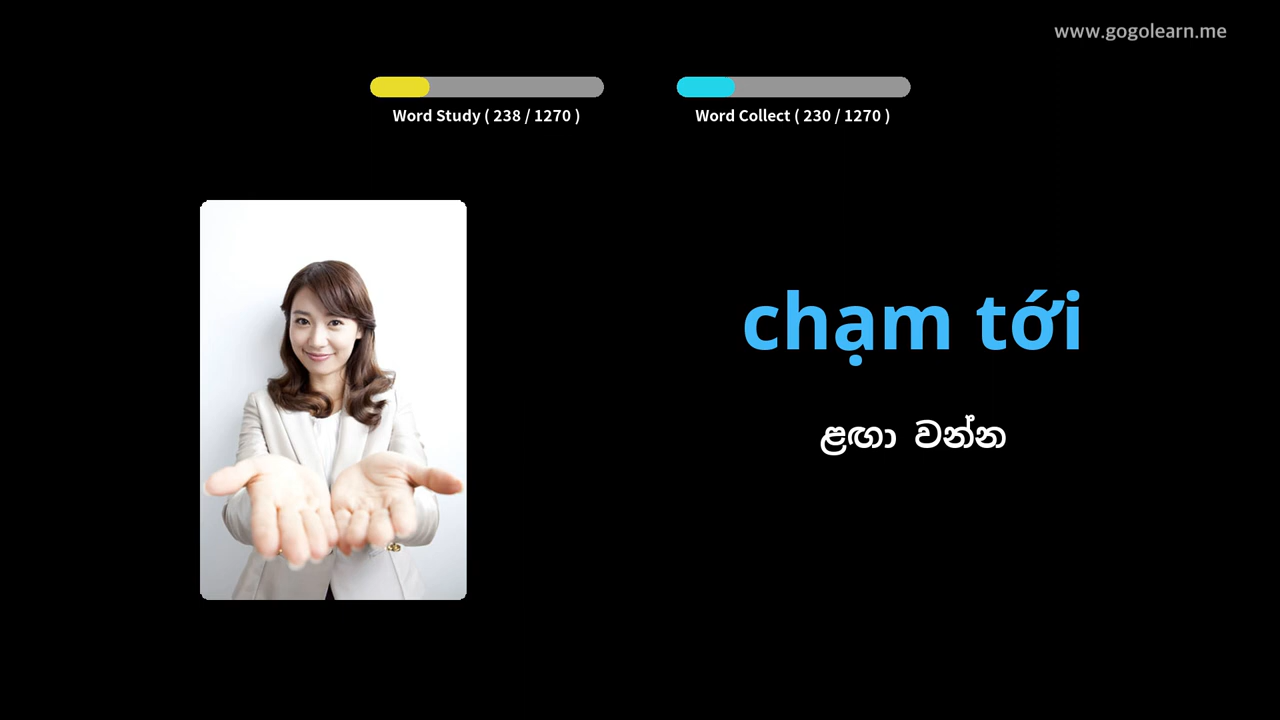 www.gogolearn.me
Word Study ( 238 / 1270 )
Word Collect ( 230 / 1270 )
chạm tới
ළඟා වන්න